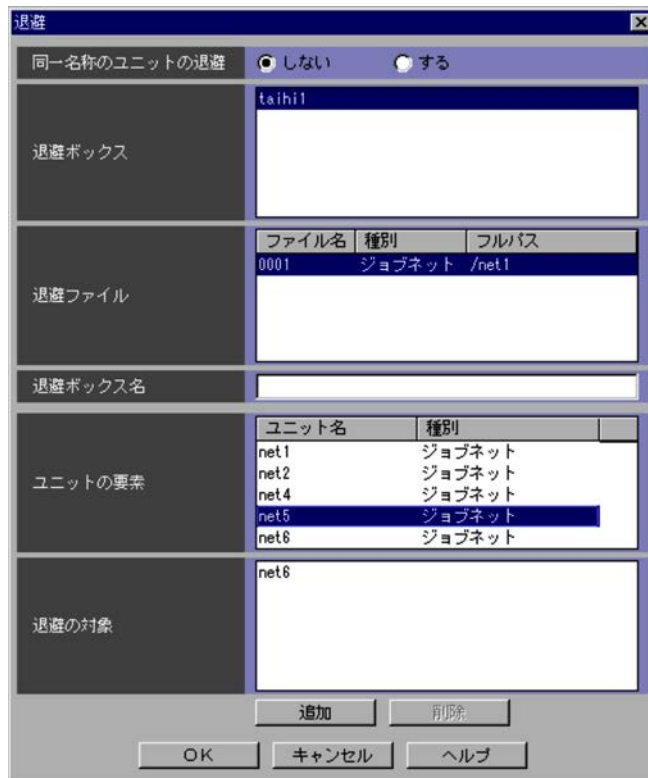 退避
同一名称のユニットの退避 しない する
退避ボックス
taihi1
退避ファイル
ファイル名 種別 フルパス
0001 ジョブネット /net1
退避ボックス名
ユニットの要素
ユニット名 種別
net1 ジョブネット
net2 ジョブネット
net4 ジョブネット
net5 ジョブネット
net6 ジョブネット
退避の対象
net6
追加 削除
OK キャンセル ヘルプ